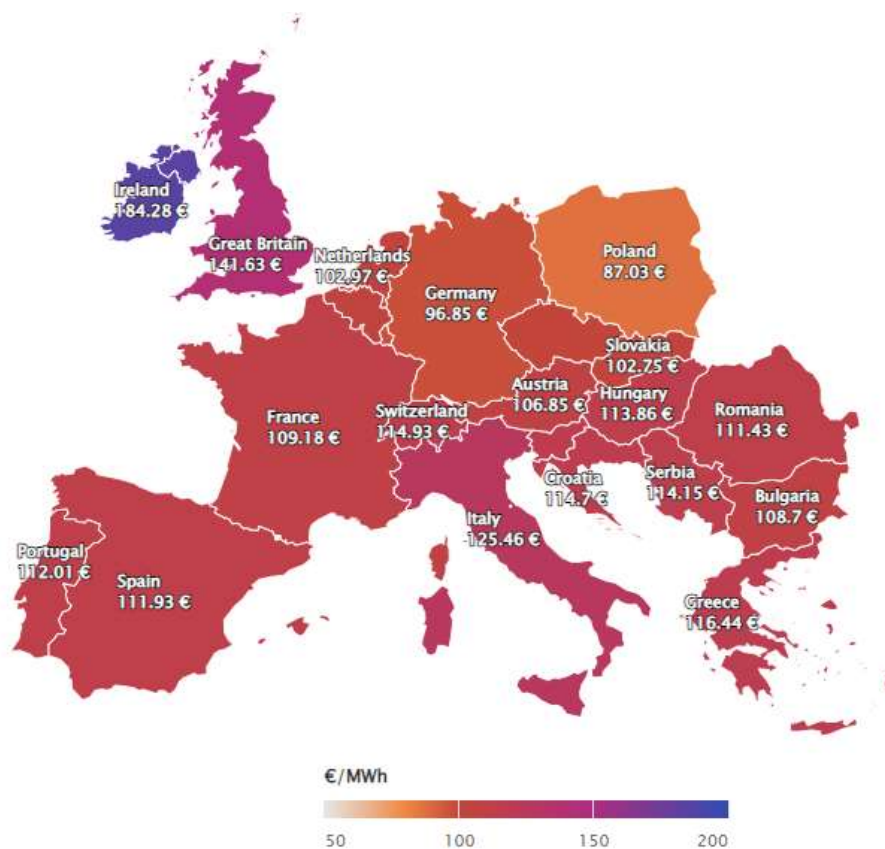 Ireland
184.28 €
Great Britain
141.63 €
Netherlands
102.97 €
Poland
87.03 €
Germany
96.85 €
Slovakia
102.75 €
Austria
106.85 €
Hungary
113.86 €
France
109.18 €
Switzerland
114.93 €
Romania
111.43 €
Croatia
114.7 €
Serbia
114.15 €
Bulgaria
108.7 €
Italy
125.46 €
Portugal
112.01 €
Spain
111.93 €
Greece
116.44 €
€/MWh
50 100 150 200